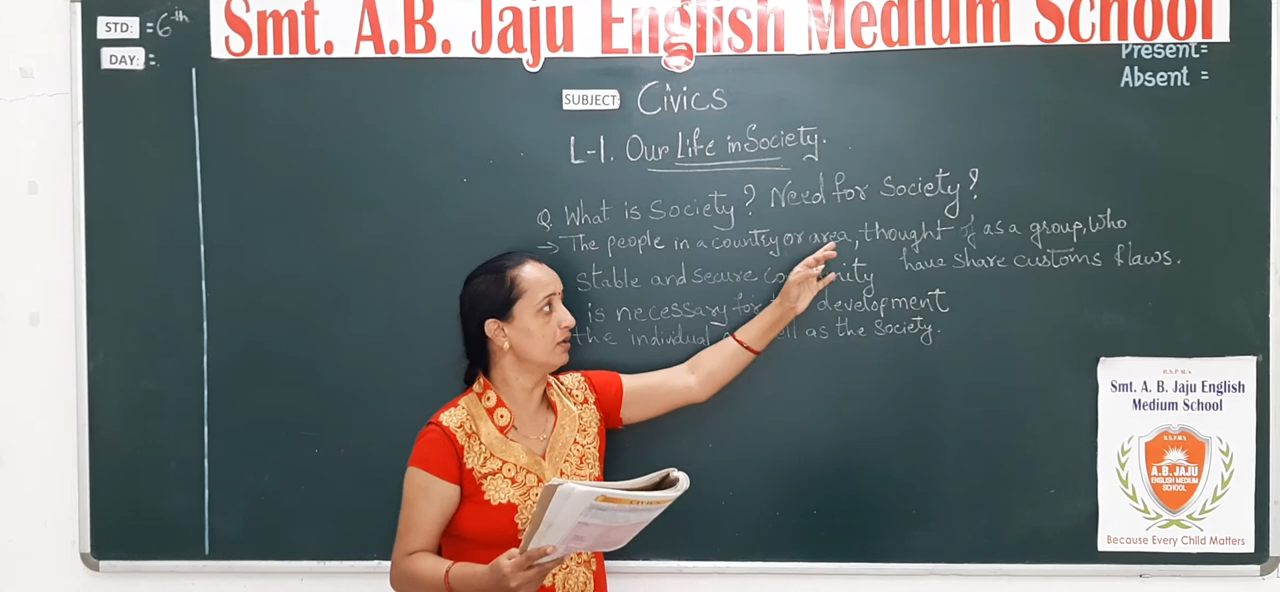 Smt. A.B. Jaju English Medium School
STD: = 6th
DAY: =
Present=
Absent =
SUBJECT: Civics
L-1. Our Life in Society.
Q. What is Society? Need for Society?
→ The people in a country or area, thought of as a group, who
have share customs & laws.
stable and secure community
is necessary for development
the individual as the Society.
CIVICS
R.S.P.M.'s
Smt. A. B. Jaju English
Medium School
R.S.P.M.'s
A.B. JAJU
ENGLISH MEDIUM
SCHOOL
Because Every Child Matters